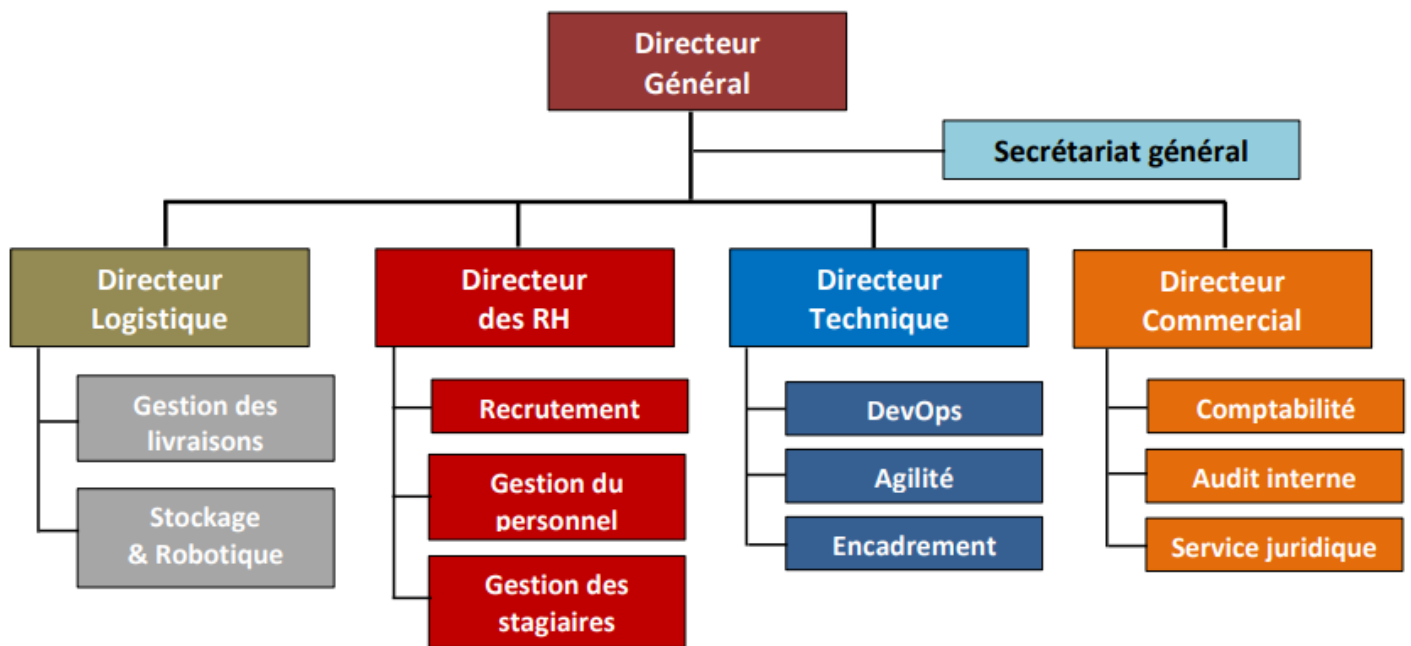 Directeur
Général
Secrétariat général
Directeur
Logistique
Gestion des
livraisons
Stockage
& Robotique
Directeur
des RH
Recrutement
Gestion du
personnel
Gestion des
stagiaires
Directeur
Technique
DevOps
Agilité
Encadrement
Directeur
Commercial
Comptabilité
Audit interne
Service juridique